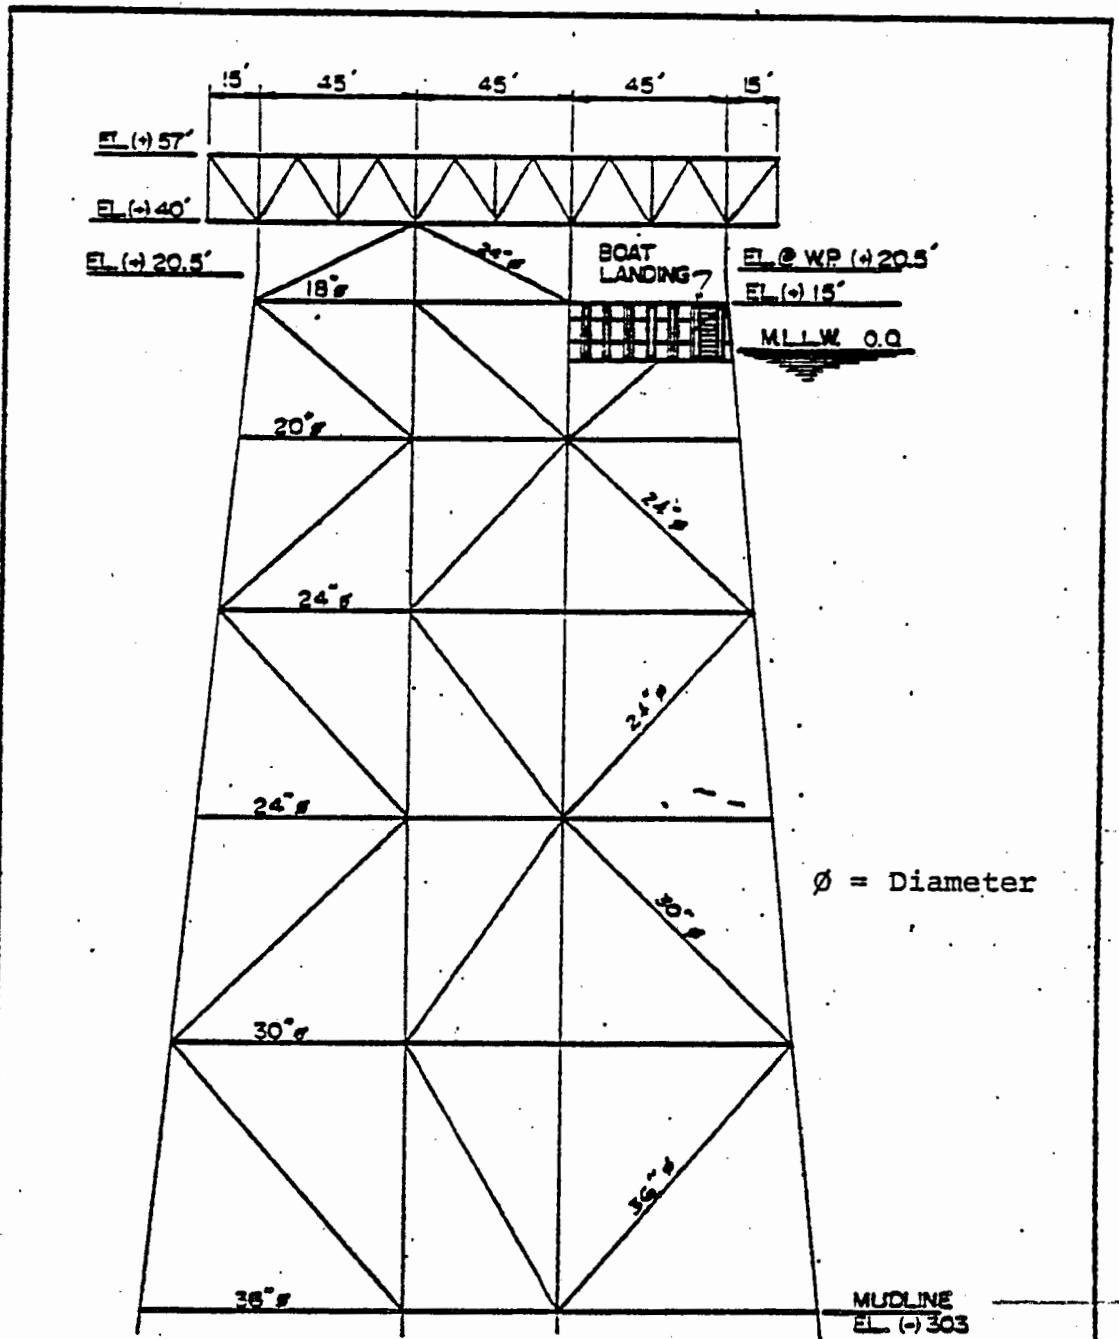 15' 45' 45' 45' 15'
EL. (+) 57'
EL. (+) 40'
EL. (+) 20.5'
24"ø
BOAT
LANDING
EL. @ W.P. (+) 20.5'
18"ø
EL. (+) 15'
M.L.L.W. 0.0
20"ø
24"ø
24"ø
24"ø
24"ø
Ø = Diameter
30"ø
30"ø
36"ø
36"ø
MUDLINE
EL. (-) 303